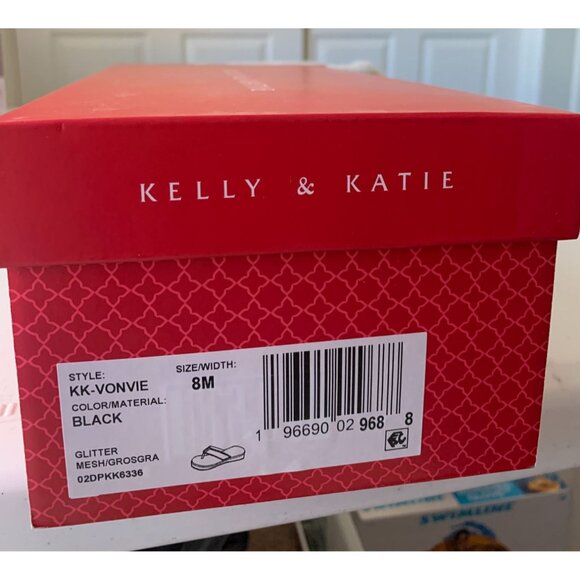 KELLY & KATIE
STYLE:
KK-VONVIE
SIZE/WIDTH:
8M
COLOR/MATERIAL:
BLACK
GLITTER
MESH/GROSGRA
02DPKK6336
1 96690 02968 8
SWIMLINE